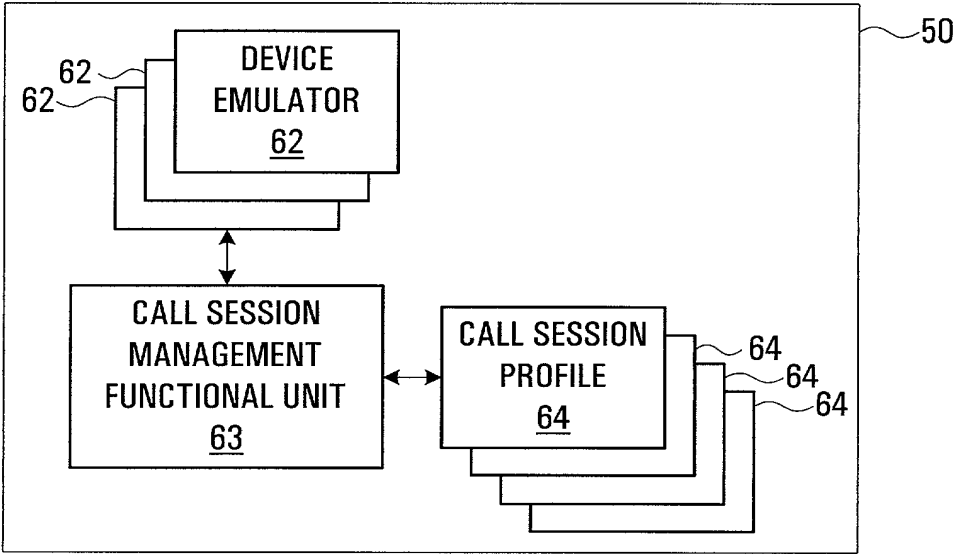 50
62
62
DEVICE
EMULATOR
62
CALL SESSION
MANAGEMENT
FUNCTIONAL UNIT
63
CALL SESSION
PROFILE
64
64
64
64